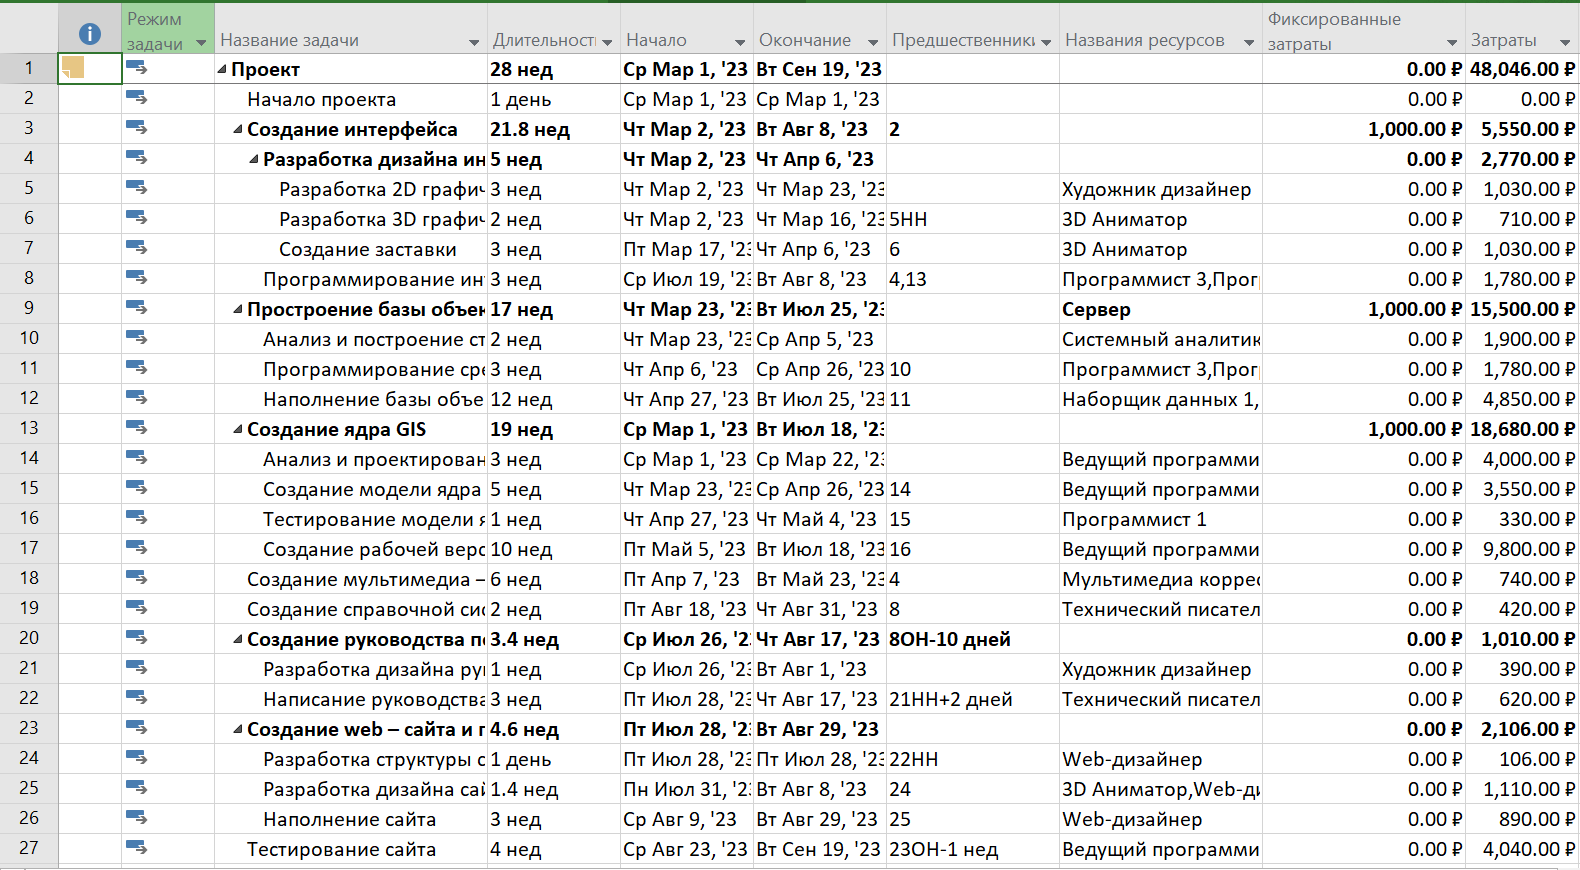 Режим задачи Название задачи Длительность Начало Окончание Предшественники Названия ресурсов Фиксированные затраты Затраты
1 Проект 28 нед Ср Мар 1, '23 Вт Сен 19, '23 0.00 ₽ 48,046.00 ₽
2 Начало проекта 1 день Ср Мар 1, '23 Ср Мар 1, '23 0.00 ₽ 0.00 ₽
3 Создание интерфейса 21.8 нед Чт Мар 2, '23 Вт Авг 8, '23 2 1,000.00 ₽ 5,550.00 ₽
4 Разработка дизайна ин 5 нед Чт Мар 2, '23 Чт Апр 6, '23 0.00 ₽ 2,770.00 ₽
5 Разработка 2D графич 3 нед Чт Мар 2, '23 Чт Мар 23, '23 Художник дизайнер 0.00 ₽ 1,030.00 ₽
6 Разработка 3D графич 2 нед Чт Мар 2, '23 Чт Мар 16, '23 5НН 3D Аниматор 0.00 ₽ 710.00 ₽
7 Создание заставки 3 нед Пт Мар 17, '23 Чт Апр 6, '23 6 3D Аниматор 0.00 ₽ 1,030.00 ₽
8 Программирование ин 3 нед Ср Июл 19, '23 Вт Авг 8, '23 4,13 Программист 3,Прог 0.00 ₽ 1,780.00 ₽
9 Простроение базы объек 17 нед Чт Мар 23, '23 Вт Июл 25, '23 Сервер 1,000.00 ₽ 15,500.00 ₽
10 Анализ и построение ст 2 нед Чт Мар 23, '23 Ср Апр 5, '23 Системный аналитик 0.00 ₽ 1,900.00 ₽
11 Программирование сре 3 нед Чт Апр 6, '23 Ср Апр 26, '23 10 Программист 3,Прог 0.00 ₽ 1,780.00 ₽
12 Наполнение базы объе 12 нед Чт Апр 27, '23 Вт Июл 25, '23 11 Наборщик данных 1, 0.00 ₽ 4,850.00 ₽
13 Создание ядра GIS 19 нед Ср Мар 1, '23 Вт Июл 18, '23 1,000.00 ₽ 18,680.00 ₽
14 Анализ и проектирован 3 нед Ср Мар 1, '23 Ср Мар 22, '23 Ведущий программи 0.00 ₽ 4,000.00 ₽
15 Создание модели ядра 5 нед Чт Мар 23, '23 Ср Апр 26, '23 14 Ведущий программи 0.00 ₽ 3,550.00 ₽
16 Тестирование модели я 1 нед Чт Апр 27, '23 Чт Май 4, '23 15 Программист 1 0.00 ₽ 330.00 ₽
17 Создание рабочей верс 10 нед Пт Май 5, '23 Вт Июл 18, '23 16 Ведущий программи 0.00 ₽ 9,800.00 ₽
18 Создание мультимедиа – 6 нед Пт Апр 7, '23 Вт Май 23, '23 4 Мультимедиа коррес 0.00 ₽ 740.00 ₽
19 Создание справочной сис 2 нед Пт Авг 18, '23 Чт Авг 31, '23 8 Технический писател 0.00 ₽ 420.00 ₽
20 Создание руководства по 3.4 нед Ср Июл 26, '23 Чт Авг 17, '23 8ОН-10 дней 0.00 ₽ 1,010.00 ₽
21 Разработка дизайна рук 1 нед Ср Июл 26, '23 Вт Авг 1, '23 Художник дизайнер 0.00 ₽ 390.00 ₽
22 Написание руководства 3 нед Пт Июл 28, '23 Чт Авг 17, '23 21НН+2 дней Технический писател 0.00 ₽ 620.00 ₽
23 Создание web – сайта и г 4.6 нед Пт Июл 28, '23 Вт Авг 29, '23 0.00 ₽ 2,106.00 ₽
24 Разработка структуры с 1 день Пт Июл 28, '23 Пт Июл 28, '23 22НН Web-дизайнер 0.00 ₽ 106.00 ₽
25 Разработка дизайна сай 1.4 нед Пн Июл 31, '23 Вт Авг 8, '23 24 3D Аниматор,Web-ди 0.00 ₽ 1,110.00 ₽
26 Наполнение сайта 3 нед Ср Авг 9, '23 Вт Авг 29, '23 25 Web-дизайнер 0.00 ₽ 890.00 ₽
27 Тестирование сайта 4 нед Ср Авг 23, '23 Вт Сен 19, '23 23ОН-1 нед Ведущий программи 0.00 ₽ 4,040.00 ₽